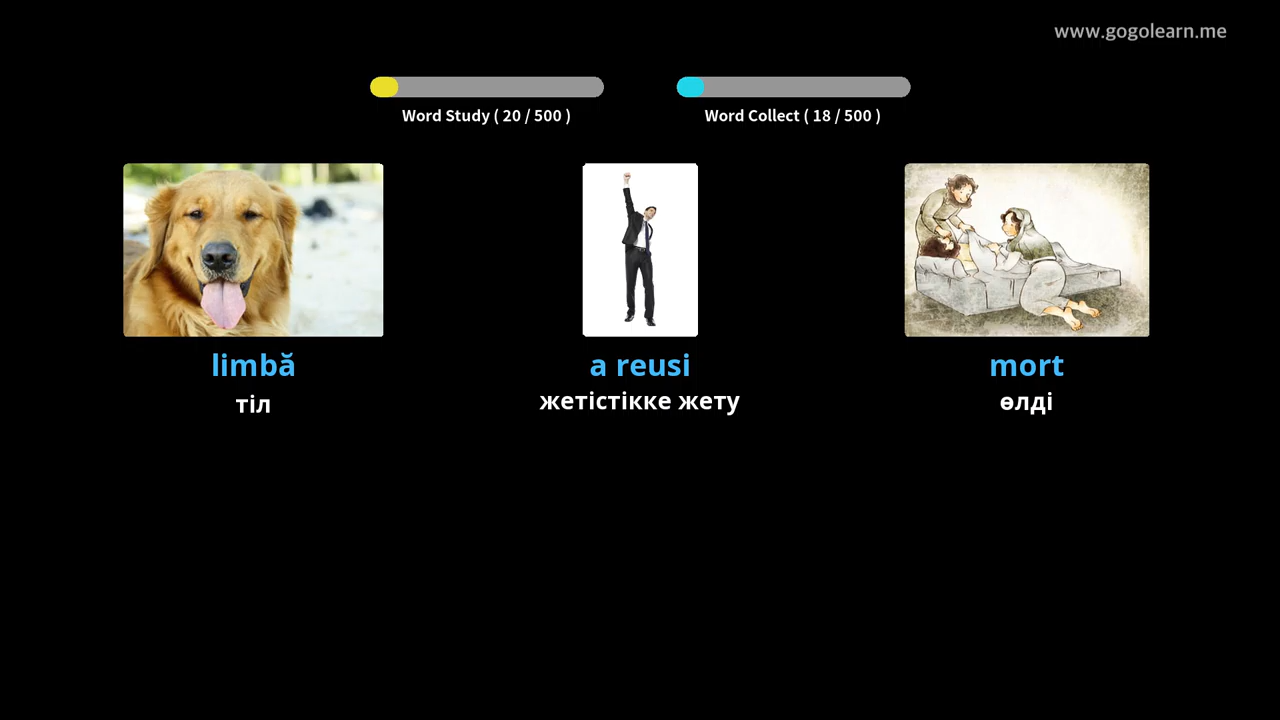 www.gogolearn.me
Word Study ( 20 / 500 )
Word Collect ( 18 / 500 )
limbă
тіл
a reusi
жетістікке жету
mort
өлді